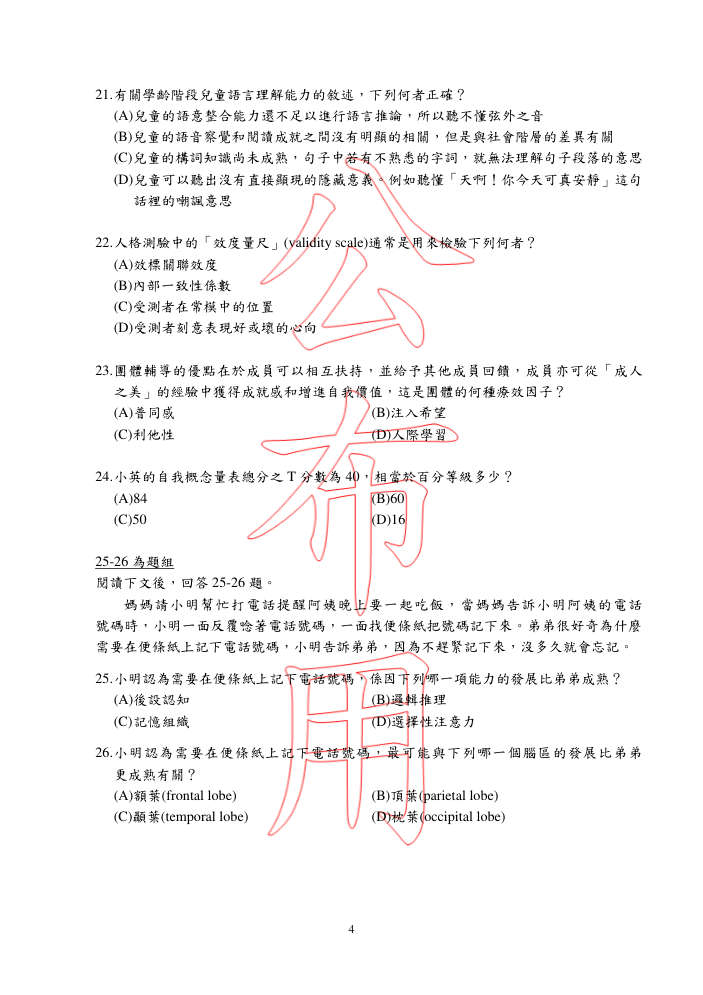 21.有關學齡階段兒童語言理解能力的敘述，下列何者正確？
(A)兒童的語意整合能力還不足以進行語言推論，所以聽不懂弦外之音
(B)兒童的語音察覺和閱讀成就之間沒有明顯的相關，但是與社會階層的差異有關
(C)兒童的構詞知識尚未成熟，句子中若有不熟悉的字詞，就無法理解句子段落的意思
(D)兒童可以聽出沒有直接顯現的隱藏意義。例如聽懂「天啊！你今天可真安靜」這句
話裡的嘲諷意思
22.人格測驗中的「效度量尺」(validity scale)通常是用來檢驗下列何者？
(A)效標關聯效度
(B)內部一致性係數
(C)受測者在常模中的位置
(D)受測者刻意表現好或壞的心向
23.團體輔導的優點在於成員可以相互扶持，並給予其他成員回饋，成員亦可從「成人
之美」的經驗中獲得成就感和增進自我價值，這是團體的何種療效因子？
(A)普同感 (B)注入希望
(C)利他性 (D)人際學習
24.小英的自我概念量表總分之 T 分數為 40，相當於百分等級多少？
(A)84 (B)60
(C)50 (D)16
25-26 為題組
閱讀下文後，回答 25-26 題。
媽媽請小明幫忙打電話提醒阿姨晚上要一起吃飯，當媽媽告訴小明阿姨的電話
號碼時，小明一面反覆唸著電話號碼，一面找便條紙把號碼記下來。弟弟很好奇為什麼
需要在便條紙上記下電話號碼，小明告訴弟弟，因為不趕緊記下來，沒多久就會忘記。
25.小明認為需要在便條紙上記下電話號碼，係因下列哪一項能力的發展比弟弟成熟？
(A)後設認知 (B)邏輯推理
(C)記憶組織 (D)選擇性注意力
26.小明認為需要在便條紙上記下電話號碼，最可能與下列哪一個腦區的發展比弟弟
更成熟有關？
(A)額葉(frontal lobe) (B)頂葉(parietal lobe)
(C)顳葉(temporal lobe) (D)枕葉(occipital lobe)
公布用
4